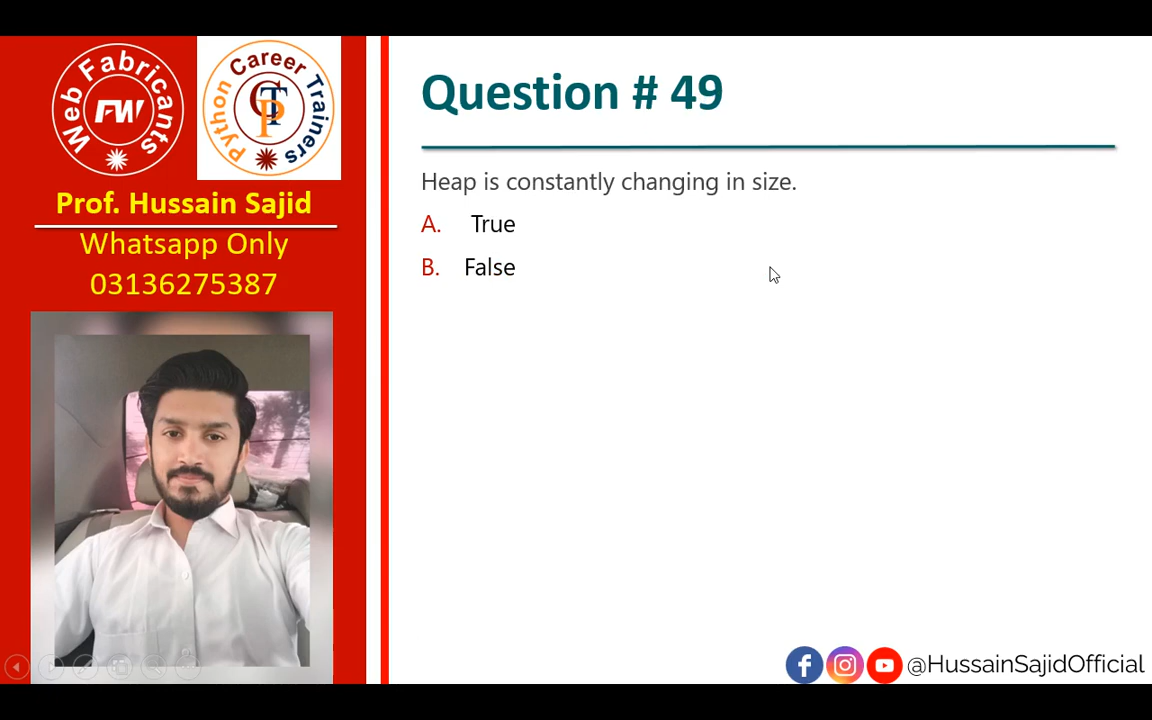 Web Fabricants
FW
Python Career Trainers
CTP
Prof. Hussain Sajid
Whatsapp Only
03136275387
Question # 49
Heap is constantly changing in size.
A. True
B. False
@HussainSajidOfficial